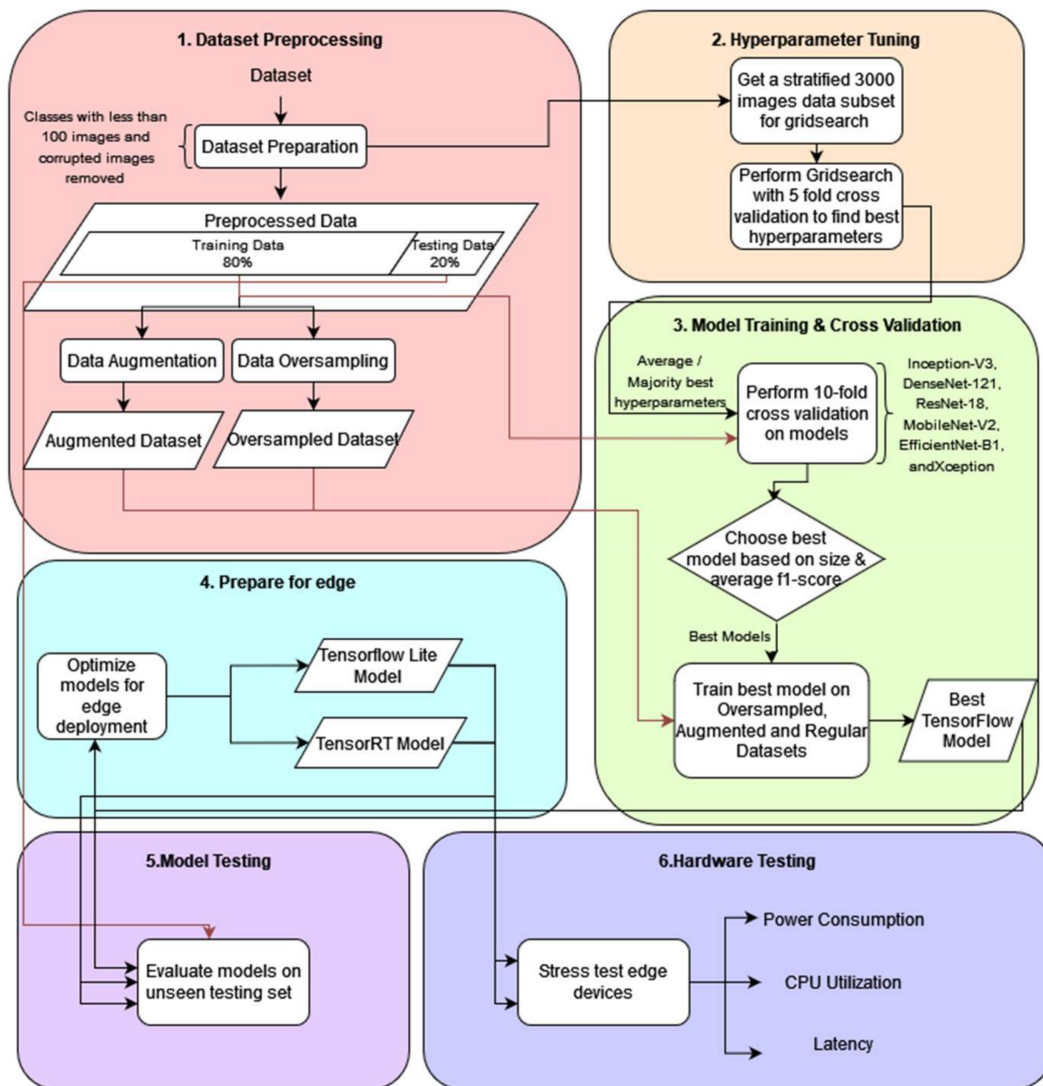 1. Dataset Preprocessing
Dataset
Classes with less than
100 images and
corrupted images
removed
Dataset Preparation
Preprocessed Data
Training Data
80%
Testing Data
20%
Data Augmentation
Data Oversampling
Augmented Dataset
Oversampled Dataset
2. Hyperparameter Tuning
Get a stratified 3000
images data subset
for gridsearch
Perform Gridsearch
with 5 fold cross
validation to find best
hyperparameters
3. Model Training & Cross Validation
Average /
Majority best
hyperparameters
Perform 10-fold
cross validation
on models
Inception-V3,
DenseNet-121,
ResNet-18,
MobileNet-V2,
EfficientNet-B1,
andXception
Choose best
model based on size &
average f1-score
Best Models
Train best model on
Oversampled,
Augmented and Regular
Datasets
Best
TensorFlow
Model
4. Prepare for edge
Optimize
models for
edge
deployment
Tensorflow Lite
Model
TensorRT Model
5.Model Testing
Evaluate models on
unseen testing set
6.Hardware Testing
Stress test edge
devices
Power Consumption
CPU Utilization
Latency